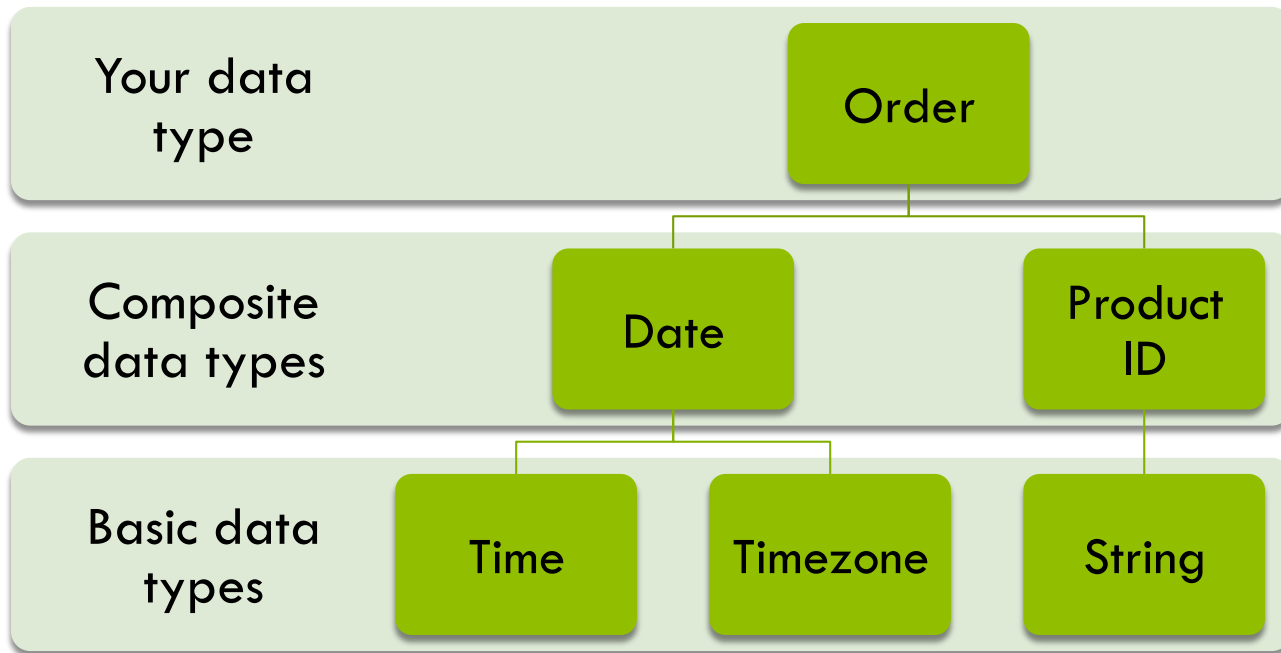 Your data
type
Order
Composite
data types
Date
Product
ID
Basic data
types
Time
Timezone
String